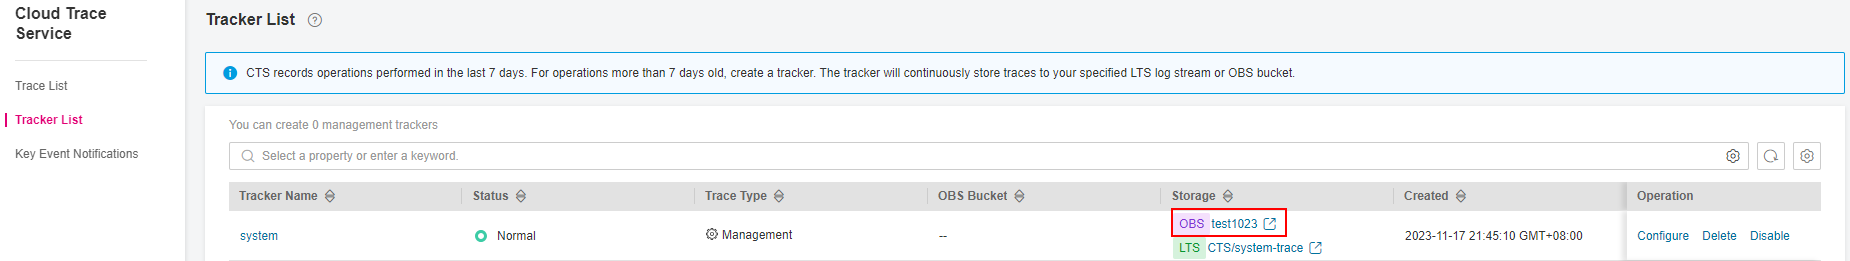 Cloud Trace
Service
Trace List
Tracker List
Key Event Notifications
Tracker List
CTS records operations performed in the last 7 days. For operations more than 7 days old, create a tracker. The tracker will continuously store traces to your specified LTS log stream or OBS bucket.
You can create 0 management trackers
Select a property or enter a keyword.
Tracker Name Status Trace Type OBS Bucket Storage Created Operation
system Normal Management -- OBS test1023 2023-11-17 21:45:10 GMT+08:00 Configure Delete Disable
LTS CTS/system-trace